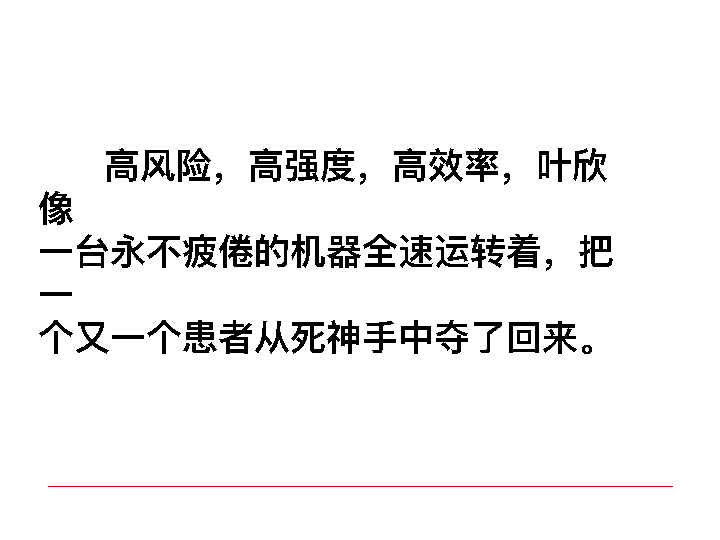 高风险，高强度，高效率，叶欣
像
一台永不疲倦的机器全速运转着，把
一
个又一个患者从死神手中夺了回来。